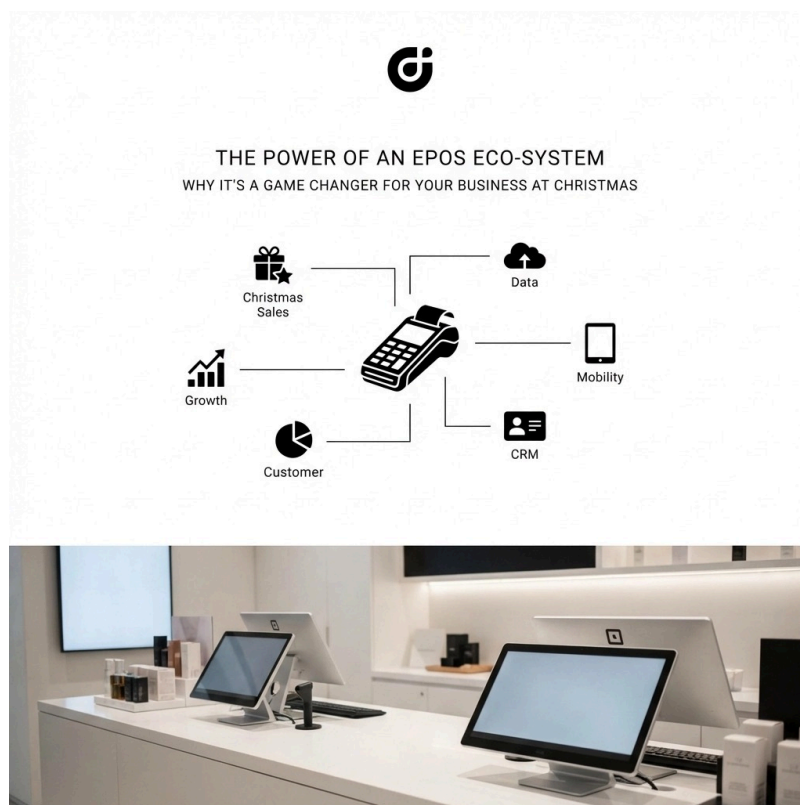 THE POWER OF AN EPOS ECO-SYSTEM
WHY IT'S A GAME CHANGER FOR YOUR BUSINESS AT CHRISTMAS
Christmas
Sales
Data
Growth
Mobility
Customer
CRM